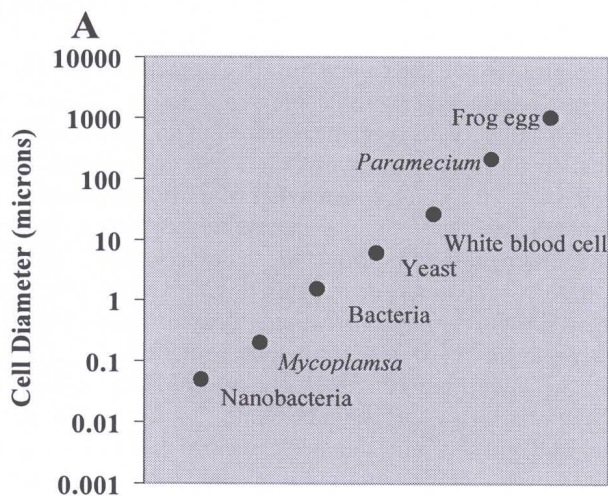 A
10000
1000
100
10
1
0.1
0.01
0.001
Cell Diameter (microns)
Frog egg
Paramecium
White blood cell
Yeast
Bacteria
Mycoplamsa
Nanobacteria